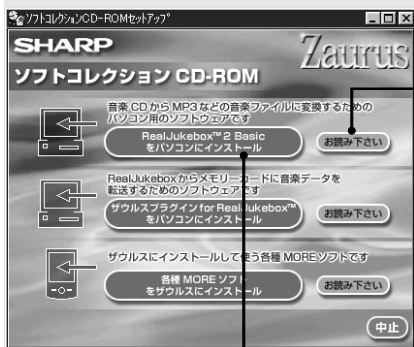 ソフトコレクションCD-ROMセットアップ
SHARP
Zaurus
ソフトコレクション CD-ROM
音楽 CD から MP3 などの音楽ファイルに変換するための
パソコン用のソフトウェアです
RealJukebox™ 2 Basic
をパソコンにインストール
お読み下さい
RealJukeboxからメモリーカードに音楽データを
転送するためのソフトウェアです
ザウルスプラグイン for RealJukebox™
をパソコンにインストール
お読み下さい
ザウルスにインストールして使う各種 MORE ソフトです
各種 MORE ソフト
をザウルスにインストール
お読み下さい
中止